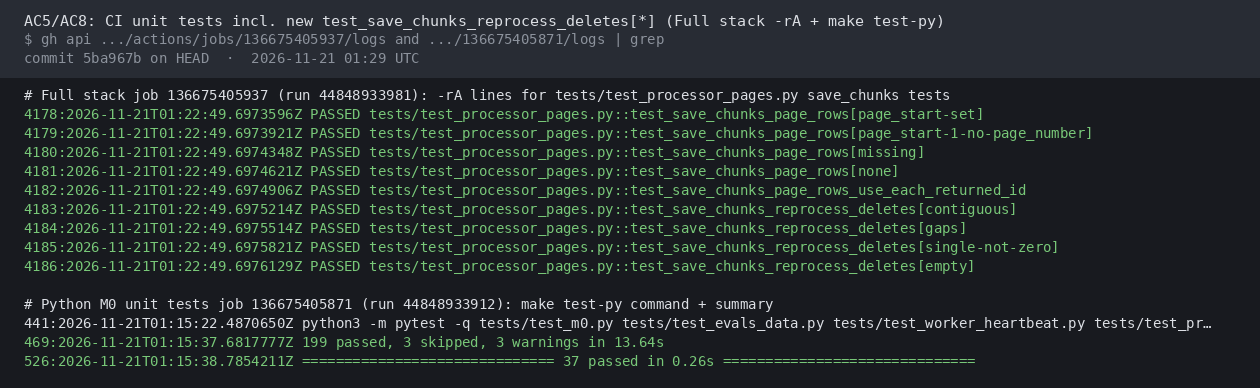 AC5/AC8: CI unit tests incl. new test_save_chunks_reprocess_deletes[*] (Full stack -rA + make test-py)
$ gh api .../actions/jobs/136675405937/logs and .../136675405871/logs | grep
commit 5ba967b on HEAD · 2026-11-21 01:29 UTC
# Full stack job 136675405937 (run 44848933981): -rA lines for tests/test_processor_pages.py save_chunks tests
4178:2026-11-21T01:22:49.6973596Z PASSED tests/test_processor_pages.py::test_save_chunks_page_rows[page_start-set]
4179:2026-11-21T01:22:49.6973921Z PASSED tests/test_processor_pages.py::test_save_chunks_page_rows[page_start-1-no-page_number]
4180:2026-11-21T01:22:49.6974348Z PASSED tests/test_processor_pages.py::test_save_chunks_page_rows[missing]
4181:2026-11-21T01:22:49.6974621Z PASSED tests/test_processor_pages.py::test_save_chunks_page_rows[none]
4182:2026-11-21T01:22:49.6974906Z PASSED tests/test_processor_pages.py::test_save_chunks_page_rows_use_each_returned_id
4183:2026-11-21T01:22:49.6975214Z PASSED tests/test_processor_pages.py::test_save_chunks_reprocess_deletes[contiguous]
4184:2026-11-21T01:22:49.6975514Z PASSED tests/test_processor_pages.py::test_save_chunks_reprocess_deletes[gaps]
4185:2026-11-21T01:22:49.6975821Z PASSED tests/test_processor_pages.py::test_save_chunks_reprocess_deletes[single-not-zero]
4186:2026-11-21T01:22:49.6976129Z PASSED tests/test_processor_pages.py::test_save_chunks_reprocess_deletes[empty]
# Python M0 unit tests job 136675405871 (run 44848933912): make test-py command + summary
441:2026-11-21T01:15:22.4870650Z python3 -m pytest -q tests/test_m0.py tests/test_evals_data.py tests/test_worker_heartbeat.py tests/test_pr…
469:2026-11-21T01:15:37.6817777Z 199 passed, 3 skipped, 3 warnings in 13.64s
526:2026-11-21T01:15:38.7854211Z ============================== 37 passed in 0.26s ==============================